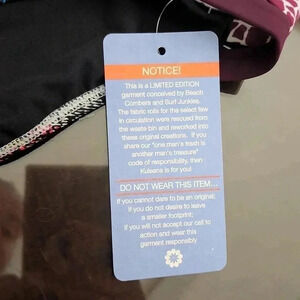 NOTICE!
This is a LIMITED EDITION
garment conceived by Beach
Combers and Surf Junkies.
The fabric rolls for the select few
in circulation were rescued from
the waste bin and reworked into
these original creations. If you
share our "one man's trash is
another man's treasure"
code of responsibility, then
Kuleana is for you!
DO NOT WEAR THIS ITEM...
If you cannot dare to be an original;
If you do not desire to leave
a smaller footprint;
If you will not accept our call to
action and wear this
garment responsibly